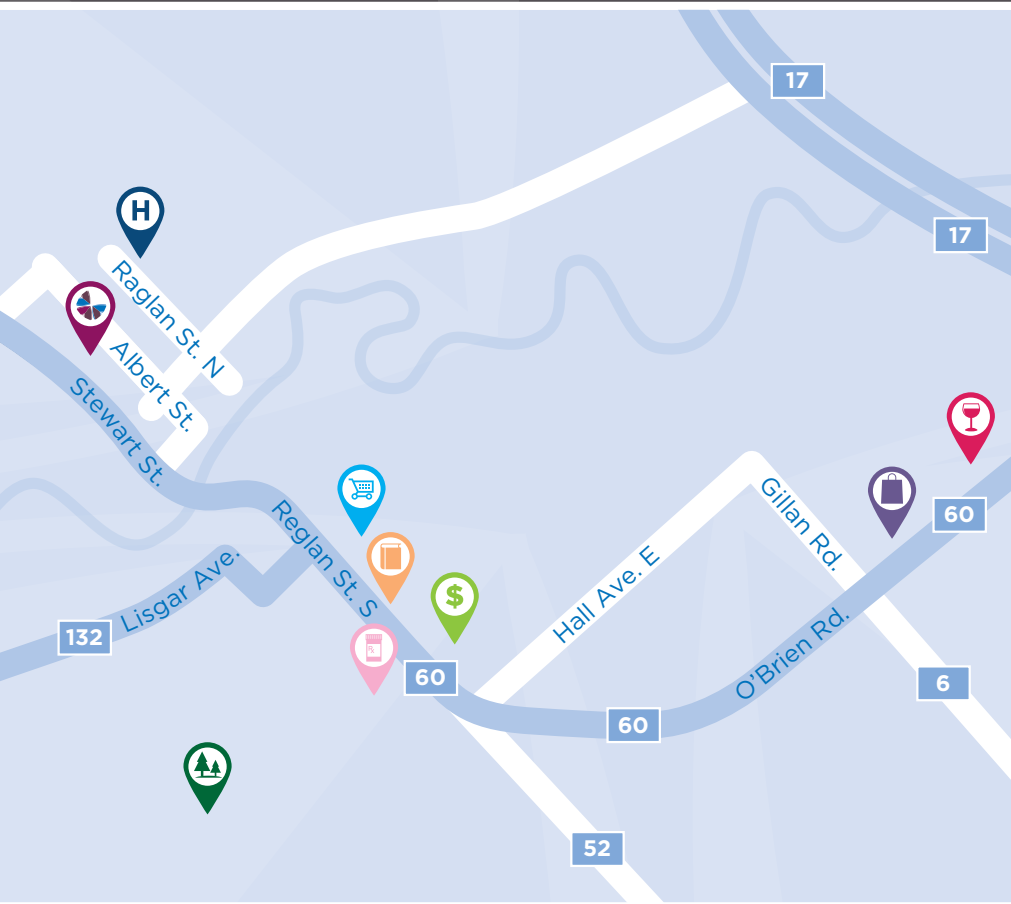 17
17
H
Raglan St. N
Albert St.
Stewart St.
Reglan St. S
Lisgar Ave.
132
$
Rx
60
Hall Ave. E
Gillan Rd.
60
O'Brien Rd.
60
6
52